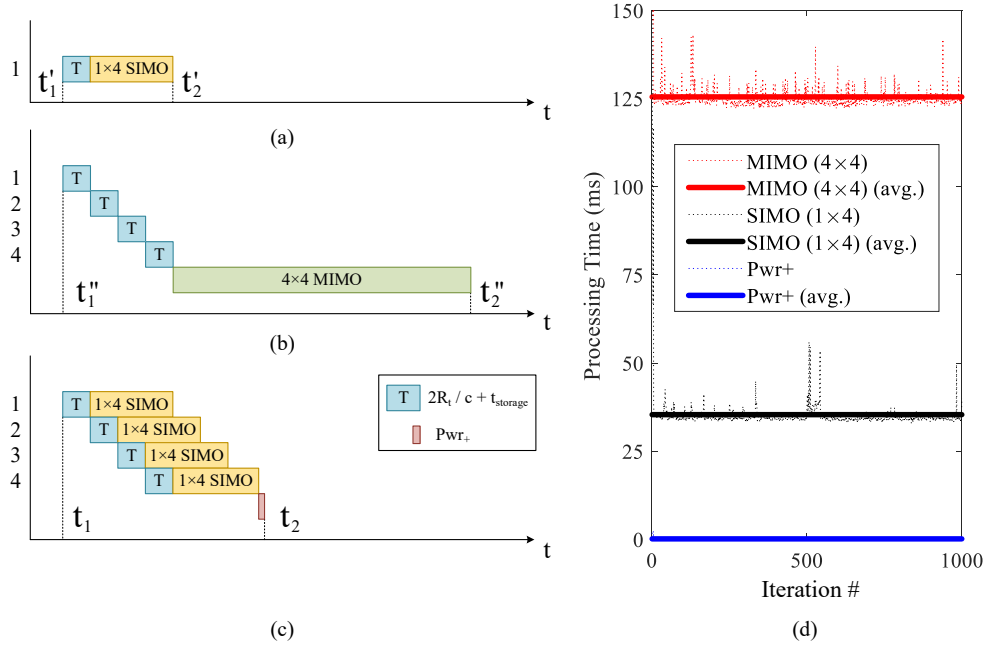 1
T
1×4 SIMO
t'₁
t'₂
t
(a)
1
T
2
T
3
T
4
T
4×4 MIMO
t''₁
t''₂
t
(b)
1
T
1×4 SIMO
2
T
1×4 SIMO
3
T
1×4 SIMO
4
T
1×4 SIMO
t₁
t₂
t
T
2Rₜ / c + t_storage
Pwr₊
(c)
Processing Time (ms)
150
125
100
75
50
25
0
0
500
1000
Iteration #
MIMO (4×4)
MIMO (4×4) (avg.)
SIMO (1×4)
SIMO (1×4) (avg.)
Pwr+
Pwr+ (avg.)
(d)